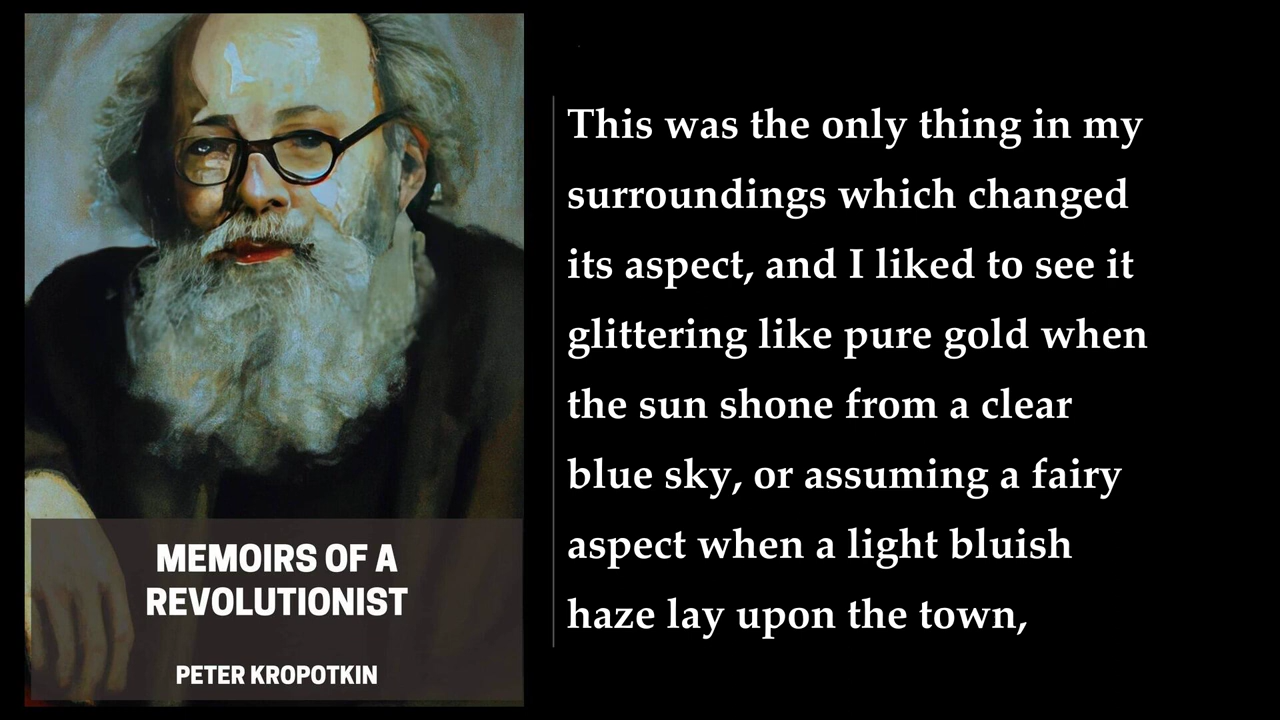 MEMOIRS OF A
REVOLUTIONIST
PETER KROPOTKIN
This was the only thing in my
surroundings which changed
its aspect, and I liked to see it
glittering like pure gold when
the sun shone from a clear
blue sky, or assuming a fairy
aspect when a light bluish
haze lay upon the town,